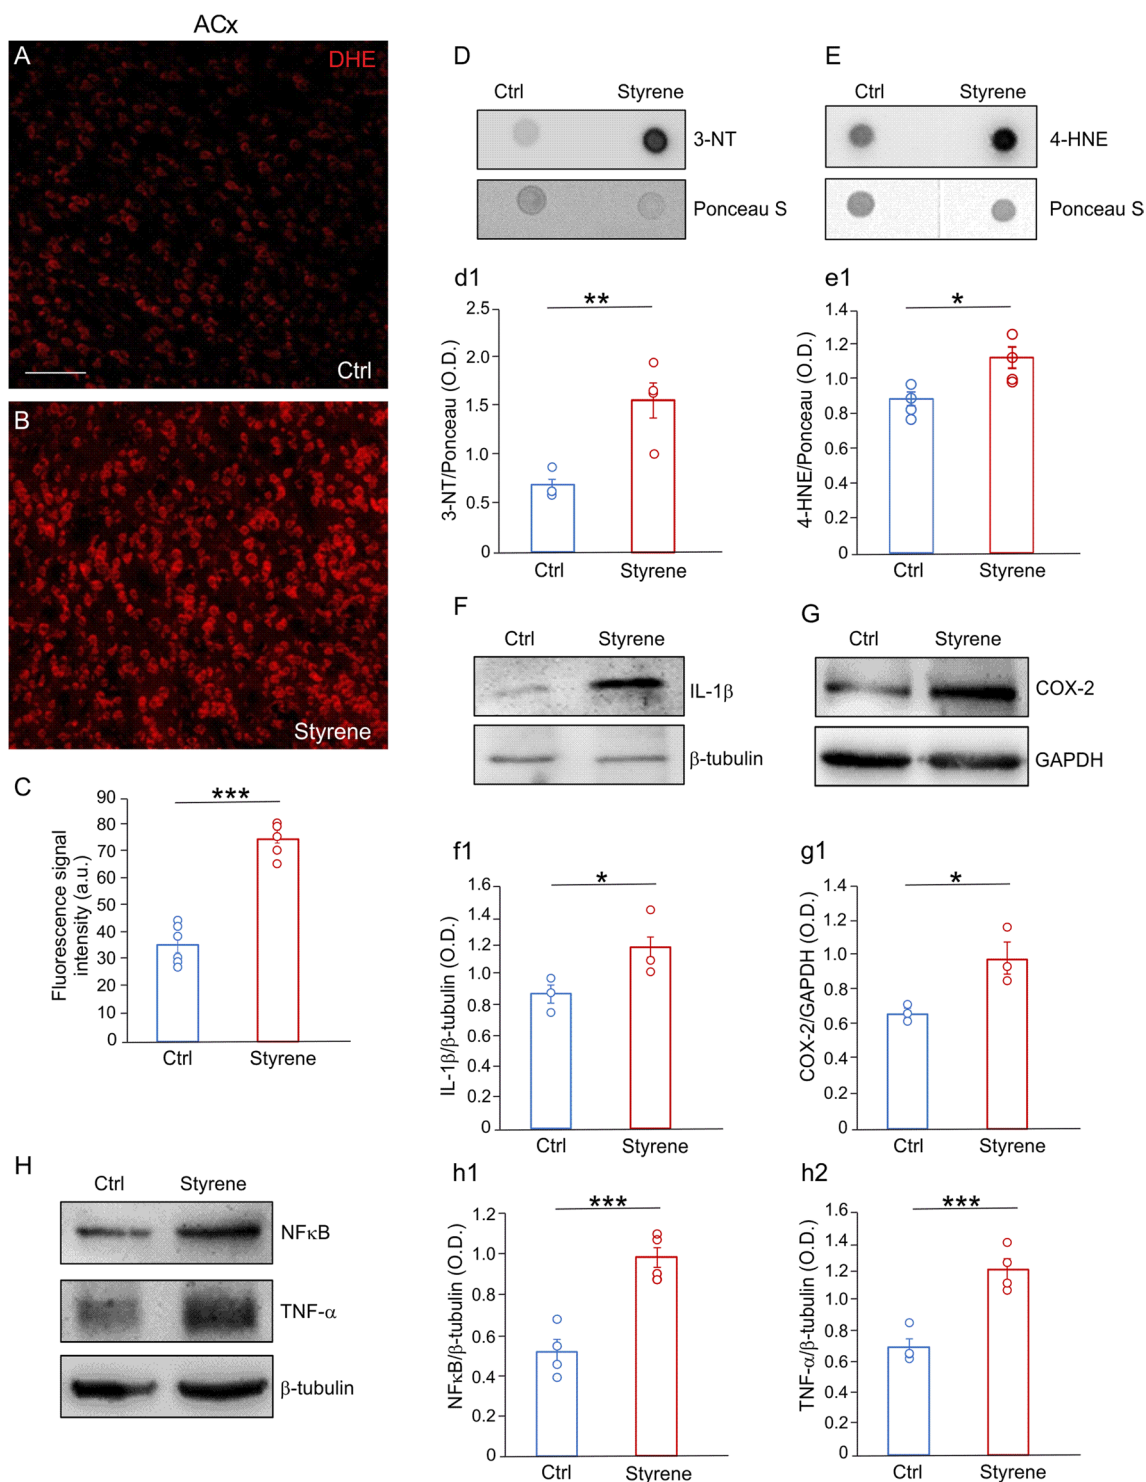 ACx
A
DHE
Ctrl
B
Styrene
C
Fluorescence signal
intensity (a.u.)
90
80
70
60
50
40
30
20
10
0
***
Ctrl
Styrene
D
Ctrl
Styrene
3-NT
Ponceau S
d1
3-NT/Ponceau (O.D.)
2.5
2.0
1.5
1.0
0.5
0
**
Ctrl
Styrene
E
Ctrl
Styrene
4-HNE
Ponceau S
e1
4-HNE/Ponceau (O.D.)
1.4
1.2
1.0
0.8
0.6
0.4
0.2
0
*
Ctrl
Styrene
F
Ctrl
Styrene
IL-1β
β-tubulin
f1
IL-1β/β-tubulin (O.D.)
1.6
1.4
1.2
1.0
0.8
0.6
0.4
0.2
0
*
Ctrl
Styrene
G
Ctrl
Styrene
COX-2
GAPDH
g1
COX-2/GAPDH (O.D.)
1.4
1.2
1.0
0.8
0.6
0.4
0.2
0
*
Ctrl
Styrene
H
Ctrl
Styrene
NFκB
TNF-α
β-tubulin
h1
NFκB/β-tubulin (O.D.)
1.2
1.0
0.8
0.6
0.4
0.2
0
***
Ctrl
Styrene
h2
TNF-α/β-tubulin (O.D.)
1.6
1.4
1.2
1.0
0.8
0.6
0.4
0.2
0
***
Ctrl
Styrene